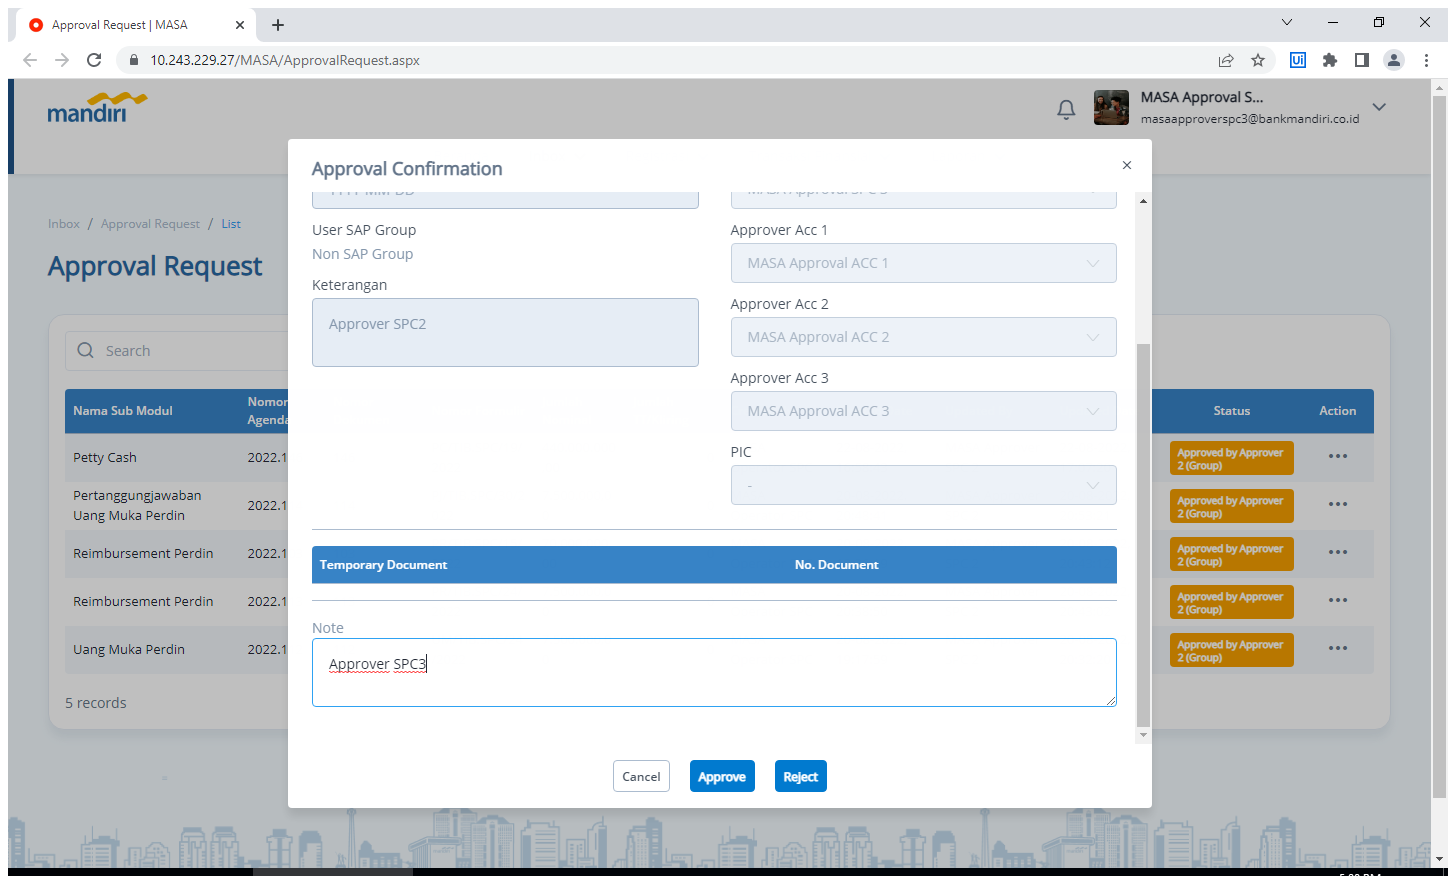 Approval Request | MASA
10.243.229.27/MASA/ApprovalRequest.aspx
Ui
mandiri
MASA Approval S...
masaapproverspc3@bankmandiri.co.id
Inbox / Approval Request / List
Approval Request
Search
Nama Sub Modul
Nomor
Agenda
Status
Action
Petty Cash
2022.1
Approved by Approver
2 (Group)
Pertanggungjawaban
Uang Muka Perdin
2022.1
Approved by Approver
2 (Group)
Reimbursement Perdin
2022.1
Approved by Approver
2 (Group)
Reimbursement Perdin
2022.1
Approved by Approver
2 (Group)
Uang Muka Perdin
2022.1
Approved by Approver
2 (Group)
5 records
Approval Confirmation
User SAP Group
Non SAP Group
Keterangan
Approver SPC2
Approver Acc 1
MASA Approval ACC 1
Approver Acc 2
MASA Approval ACC 2
Approver Acc 3
MASA Approval ACC 3
PIC
-
Temporary Document
No. Document
Note
Approver SPC3
Cancel
Approve
Reject